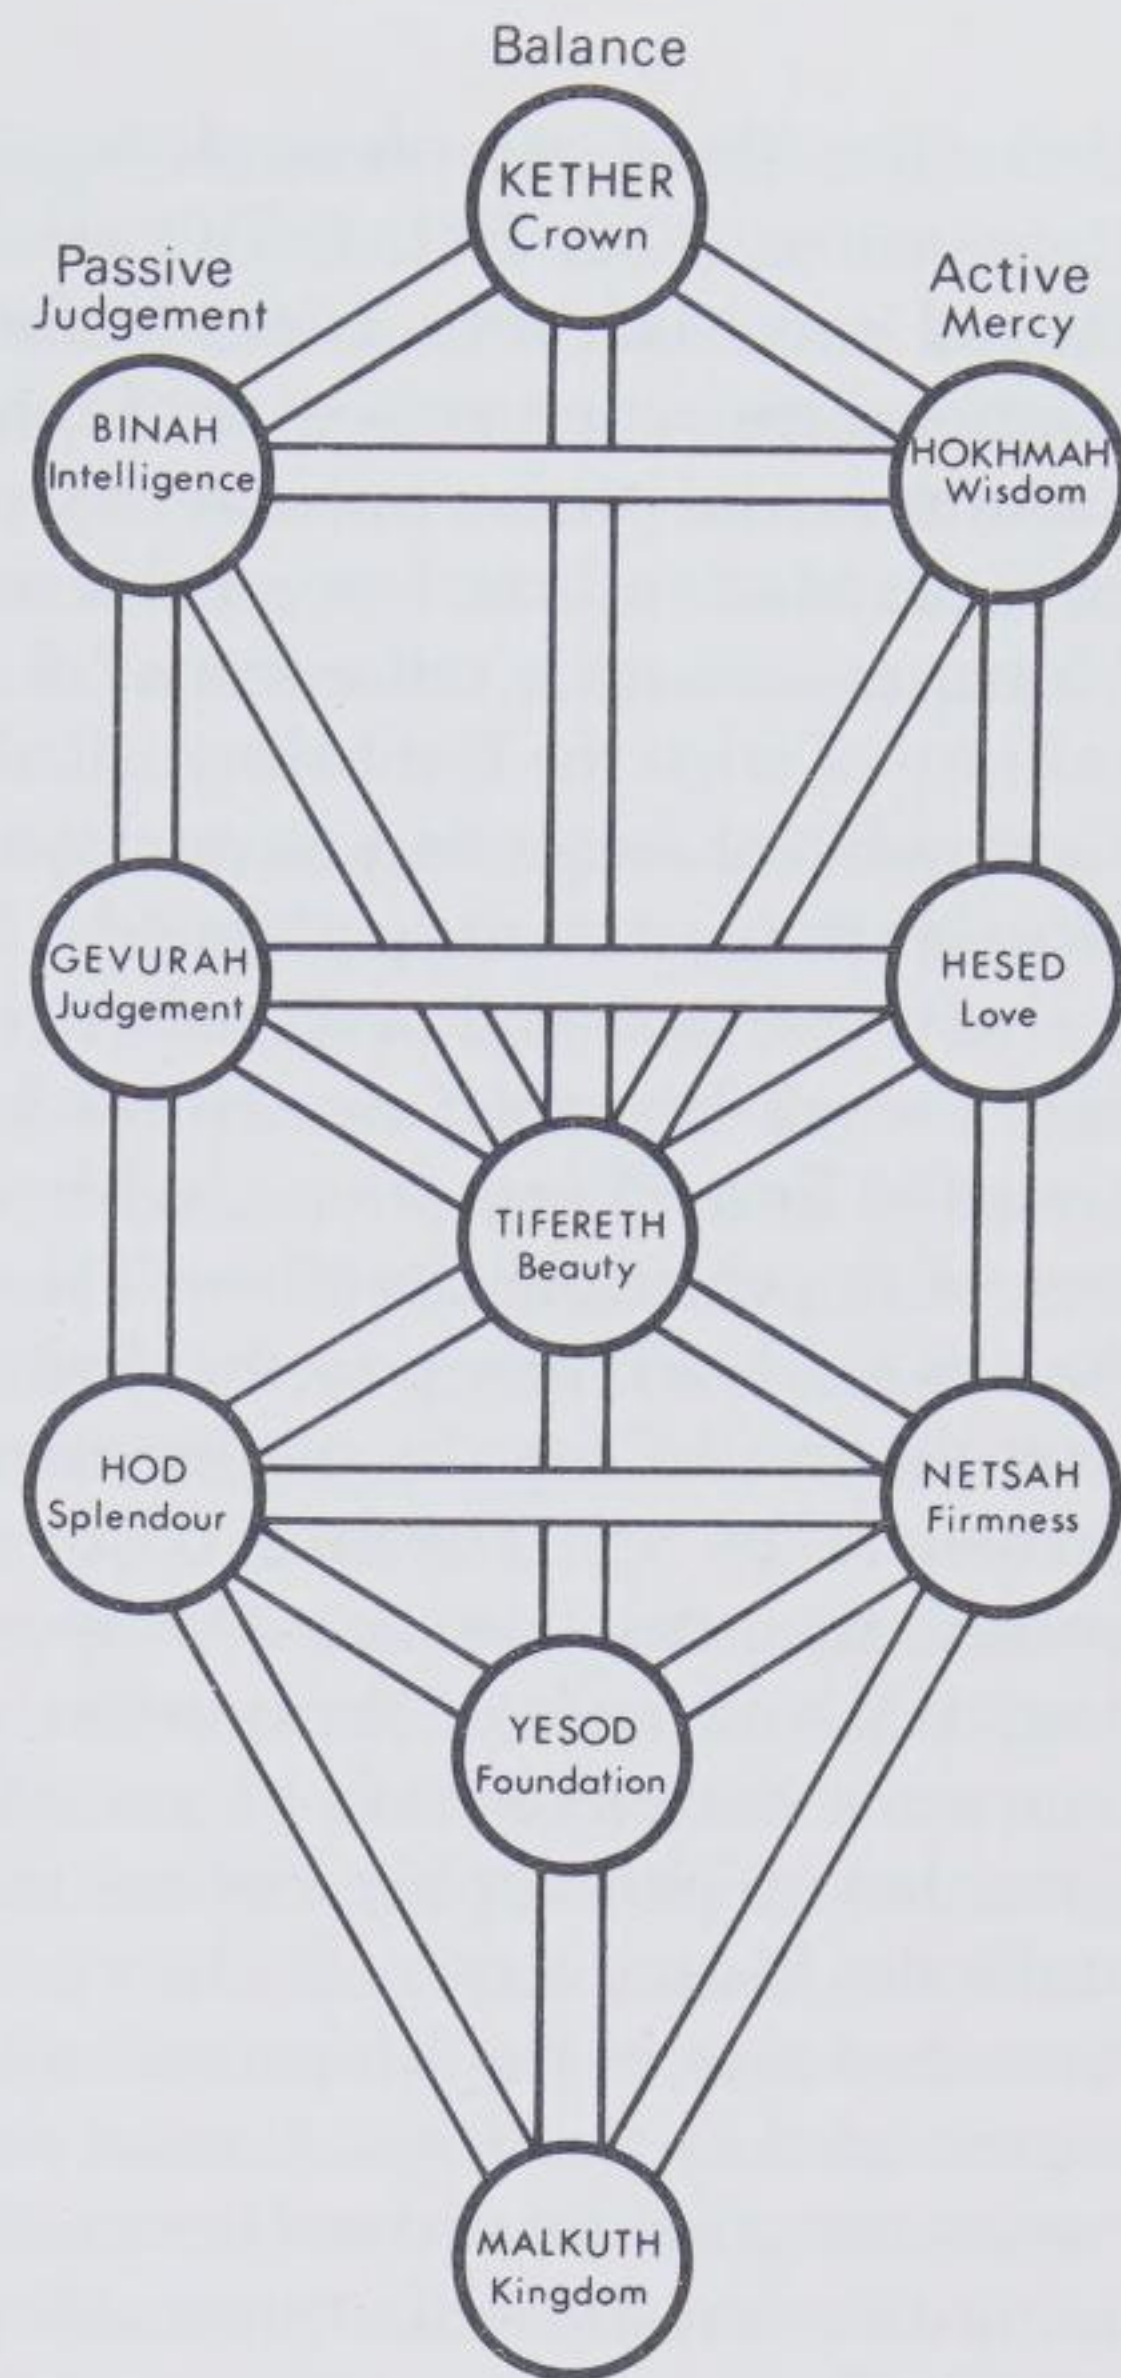 Balance
KETHER
Crown
Passive
Judgement
Active
Mercy
BINAH
Intelligence
HOKHMAH
Wisdom
GEVURAH
Judgement
HESED
Love
TIFERETH
Beauty
HOD
Splendour
NETSAH
Firmness
YESOD
Foundation
MALKUTH
Kingdom